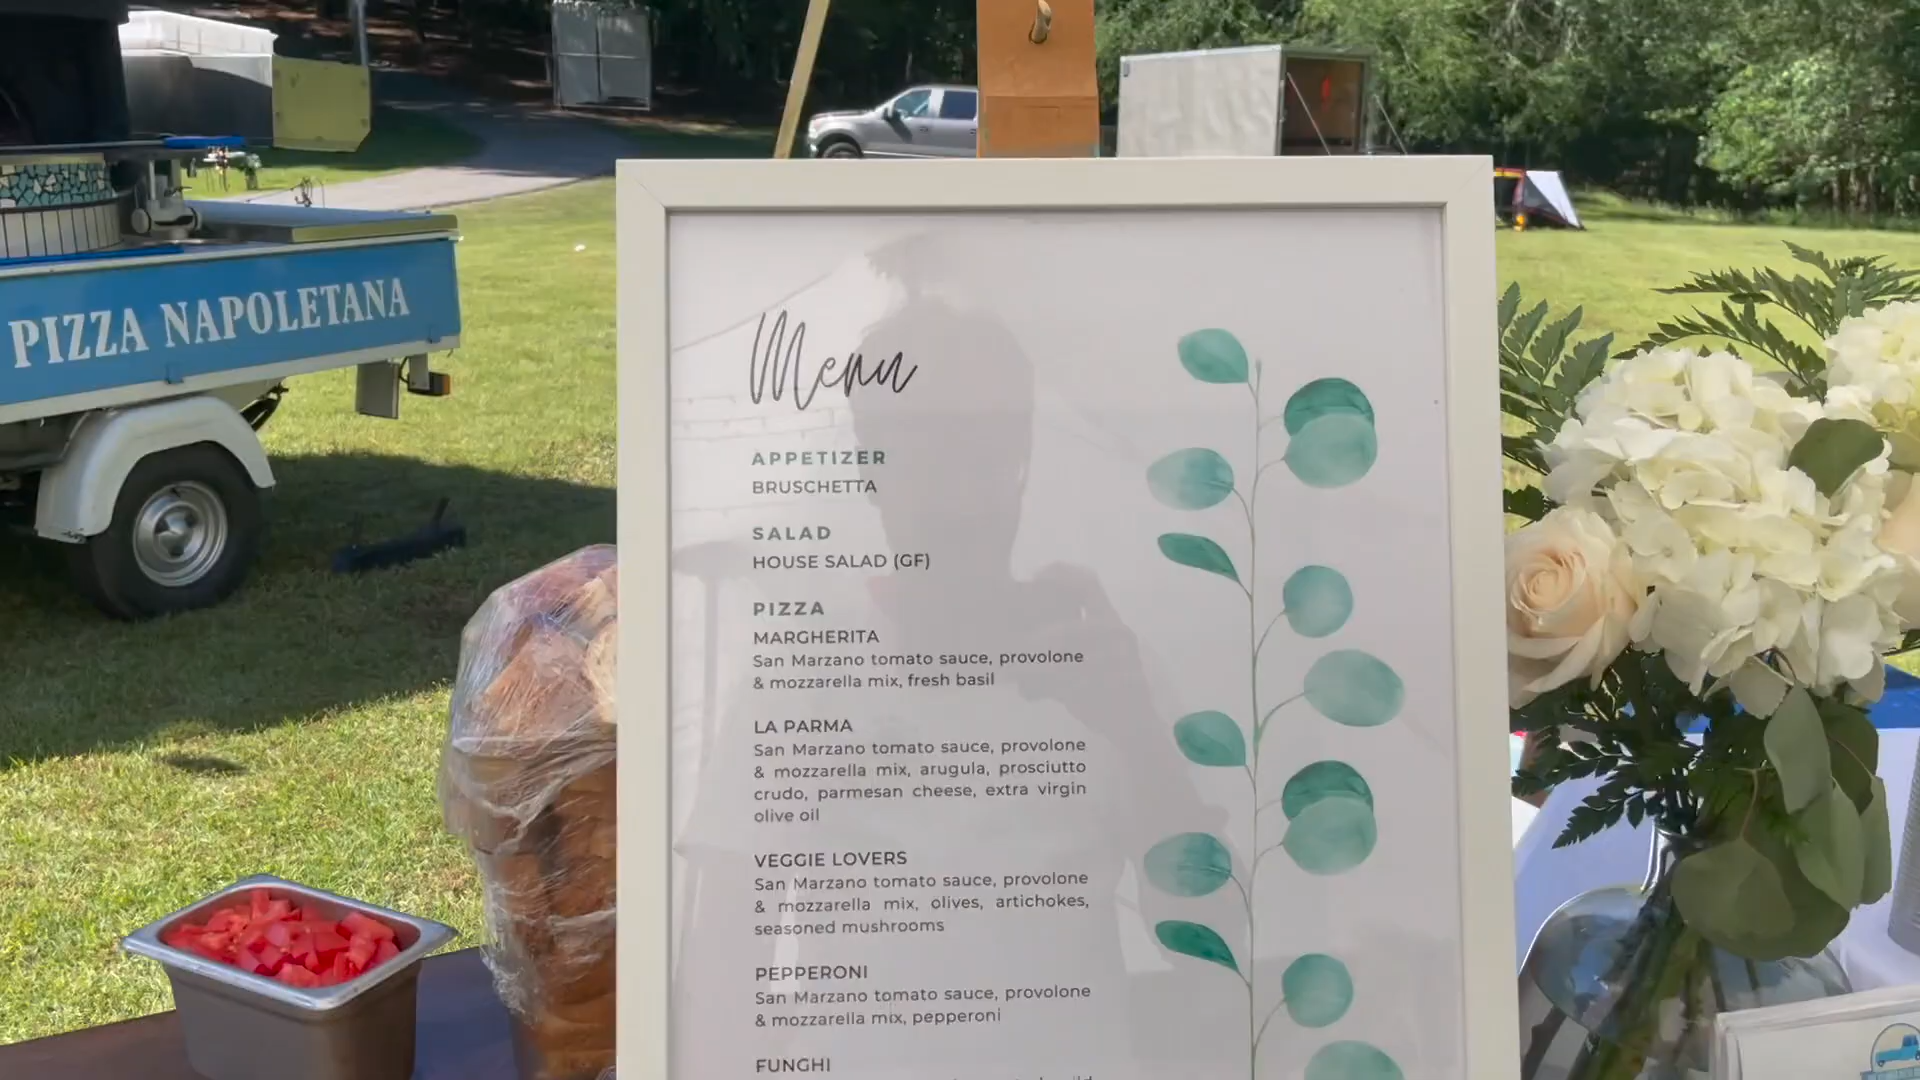 PIZZA NAPOLETANA
Menu
APPETIZER
BRUSCHETTA
SALAD
HOUSE SALAD (GF)
PIZZA
MARGHERITA
San Marzano tomato sauce, provolone
& mozzarella mix, fresh basil
LA PARMA
San Marzano tomato sauce, provolone
& mozzarella mix, arugula, prosciutto
crudo, parmesan cheese, extra virgin
olive oil
VEGGIE LOVERS
San Marzano tomato sauce, provolone
& mozzarella mix, olives, artichokes,
seasoned mushrooms
PEPPERONI
San Marzano tomato sauce, provolone
& mozzarella mix, pepperoni
FUNGHI